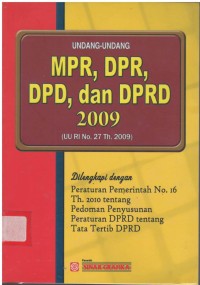 UNDANG-UNDANG
MPR, DPR,
DPD, dan DPRD
2009
(UU RI No. 27 Th. 2009)
Dilengkapi dengan
Peraturan Pemerintah No. 16
Th. 2010 tentang
Pedoman Penyusunan
Peraturan DPRD tentang
Tata Tertib DPRD
SINAR GRAFIKA